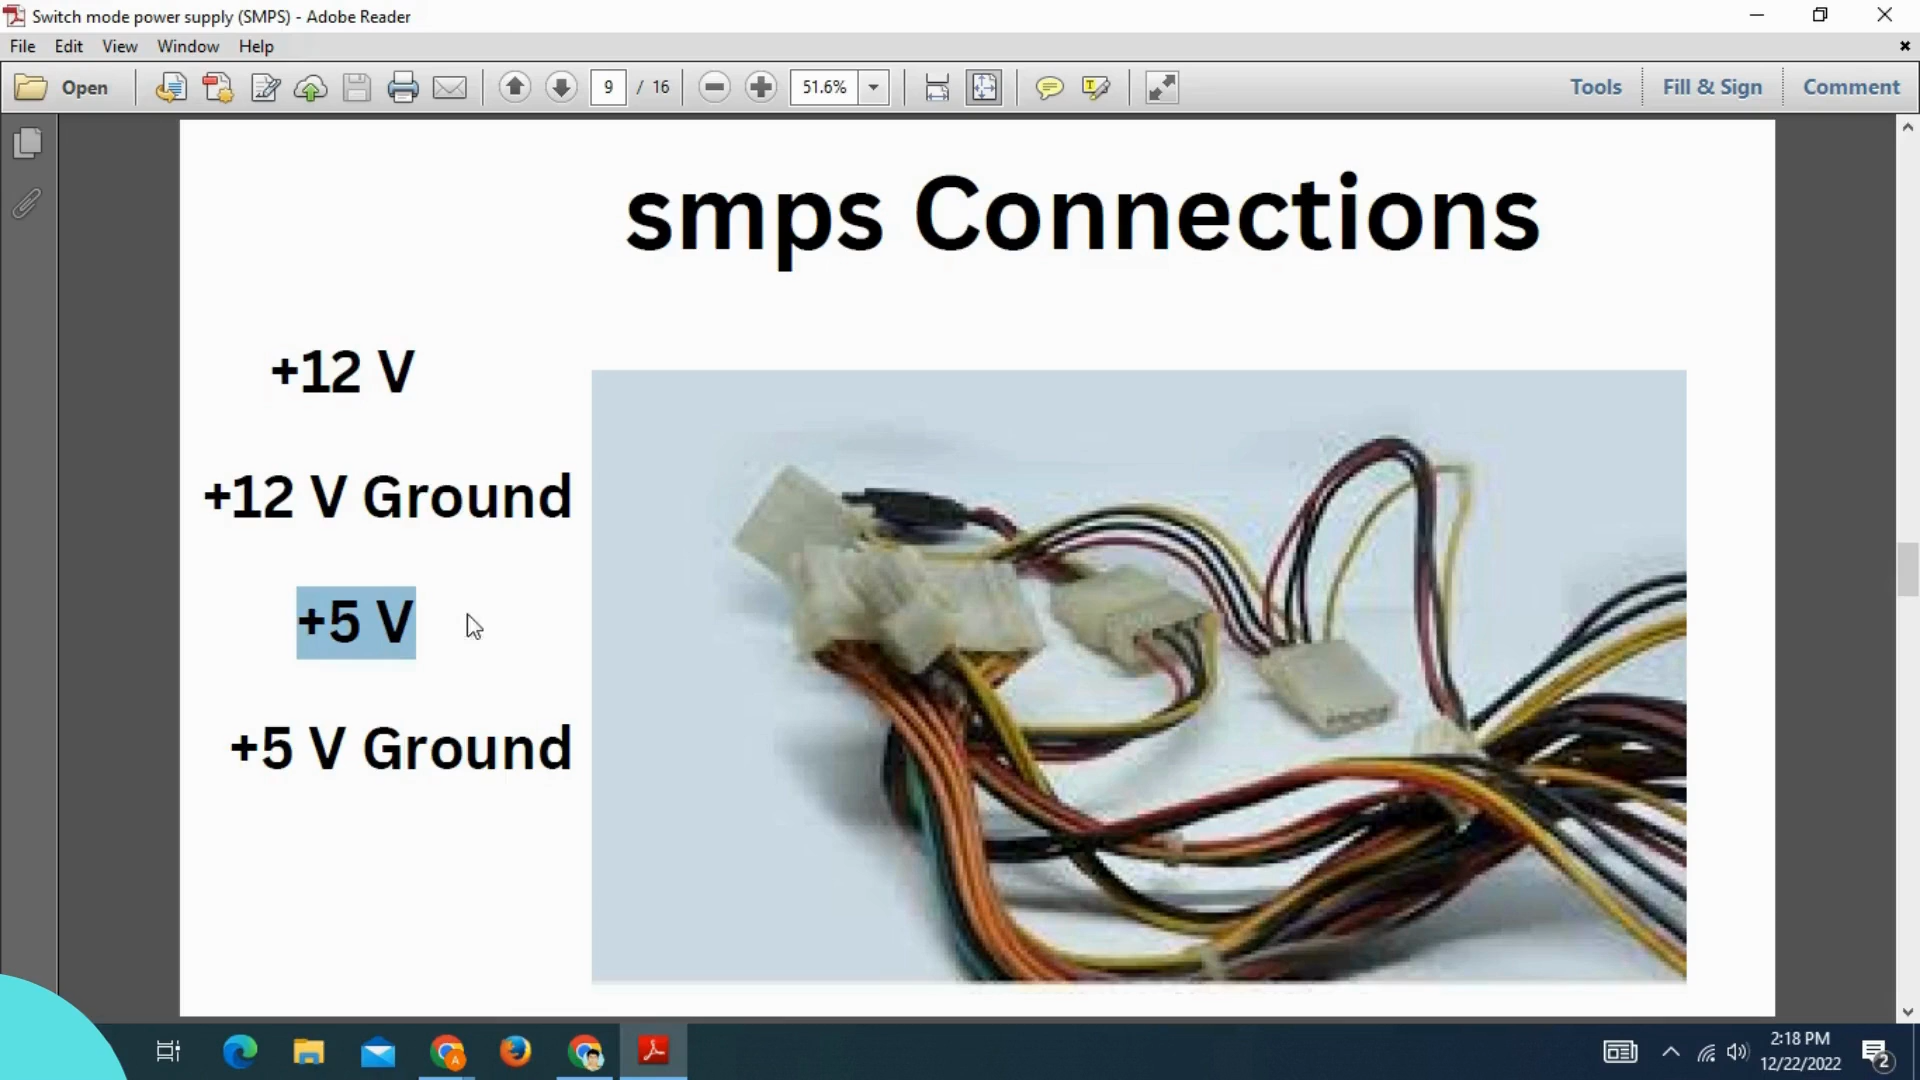 Switch mode power supply (SMPS) - Adobe Reader
File Edit View Window Help
Open 9 / 16 51.6% Tools Fill & Sign Comment
smps Connections
+12 V
+12 V Ground
+5 V
+5 V Ground
2:18 PM
12/22/2022
2